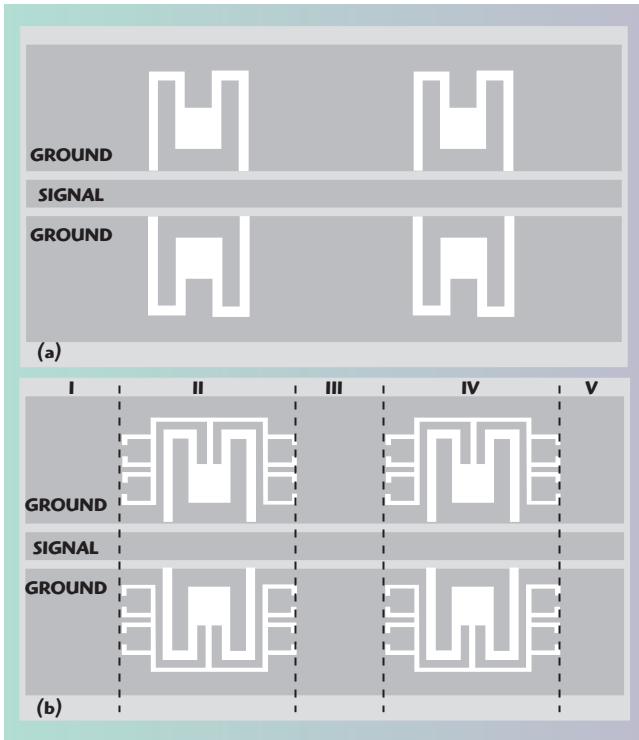 GROUND
SIGNAL
GROUND
(a)
I II III IV V
GROUND
SIGNAL
GROUND
(b)